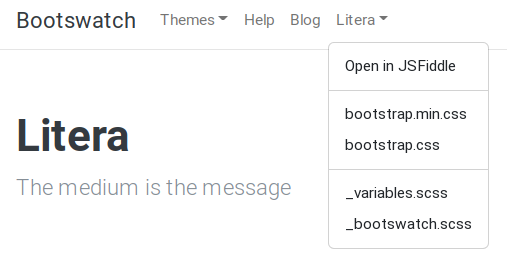 Bootswatch Themes Help Blog Litera
Open in JSFiddle
bootstrap.min.css
bootstrap.css
_variables.scss
_bootswatch.scss
Litera
The medium is the message